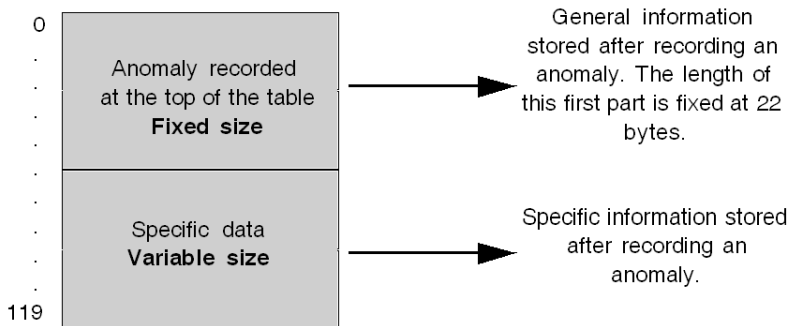 0
Anomaly recorded
at the top of the table
Fixed size
General information
stored after recording an
anomaly. The length of
this first part is fixed at 22
bytes.
Specific data
Variable size
Specific information stored
after recording an
anomaly.
119